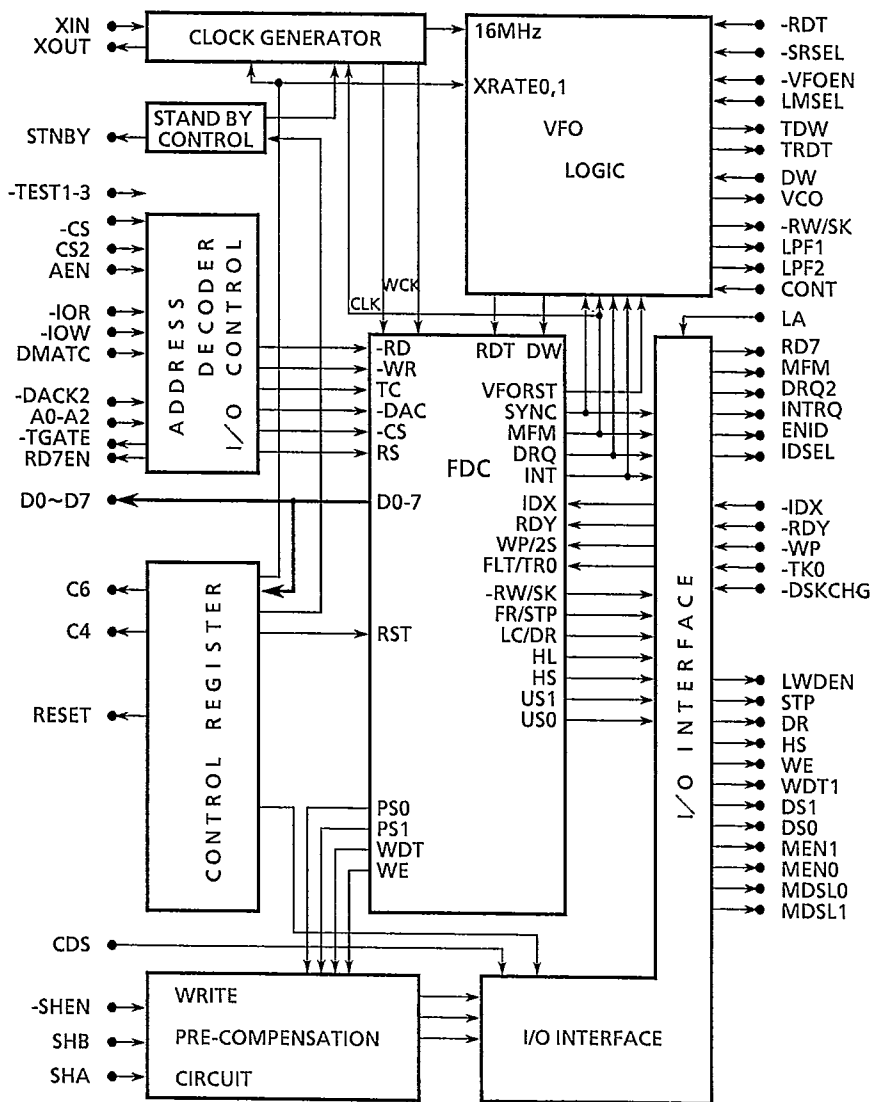 XIN
XOUT
CLOCK GENERATOR
STNBY
STAND BY
CONTROL
-TEST1-3
-CS
CS2
AEN
-IOR
-IOW
DMATC
-DACK2
A0-A2
-TGATE
RD7EN
ADDRESS
DECODER
I/O CONTROL
D0~D7
C6
C4
RESET
CONTROL REGISTER
CDS
-SHEN
SHB
SHA
WRITE
PRE-COMPENSATION
CIRCUIT
16MHz
XRATE0,1
VFO
LOGIC
CLK
WCK
-RD
-WR
TC
-DAC
-CS
RS
D0-7
RST
PS0
PS1
WDT
WE
FDC
RDT
DW
VFORST
SYNC
MFM
DRQ
INT
IDX
RDY
WP/2S
FLT/TR0
-RW/SK
FR/STP
LC/DR
HL
HS
US1
US0
I/O INTERFACE
I/O INTERFACE
-RDT
-SRSEL
-VFOEN
LMSEL
TDW
TRDT
DW
VCO
-RW/SK
LPF1
LPF2
CONT
LA
RD7
MFM
DRQ2
INTRQ
ENID
IDSEL
-IDX
-RDY
-WP
-TK0
-DSKCHG
LWDEN
STP
DR
HS
WE
WDT1
DS1
DS0
MEN1
MEN0
MDSL0
MDSL1